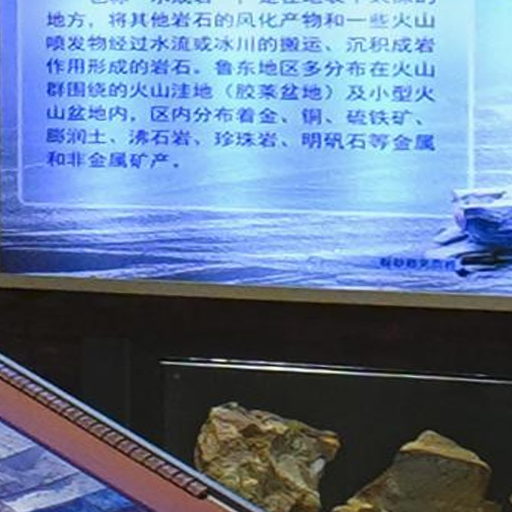 地方，将其他岩石的风化产物和一些火山
喷发物经过水流或冰川的搬运、沉积成岩
作用形成的岩石。鲁东地区多分布在火山
群围绕的火山洼地（胶莱盆地）及小型火
山盆地内，区内分布着金、铜、硫铁矿、
膨润土、沸石岩、珍珠岩、明矾石等金属
和非金属矿产。